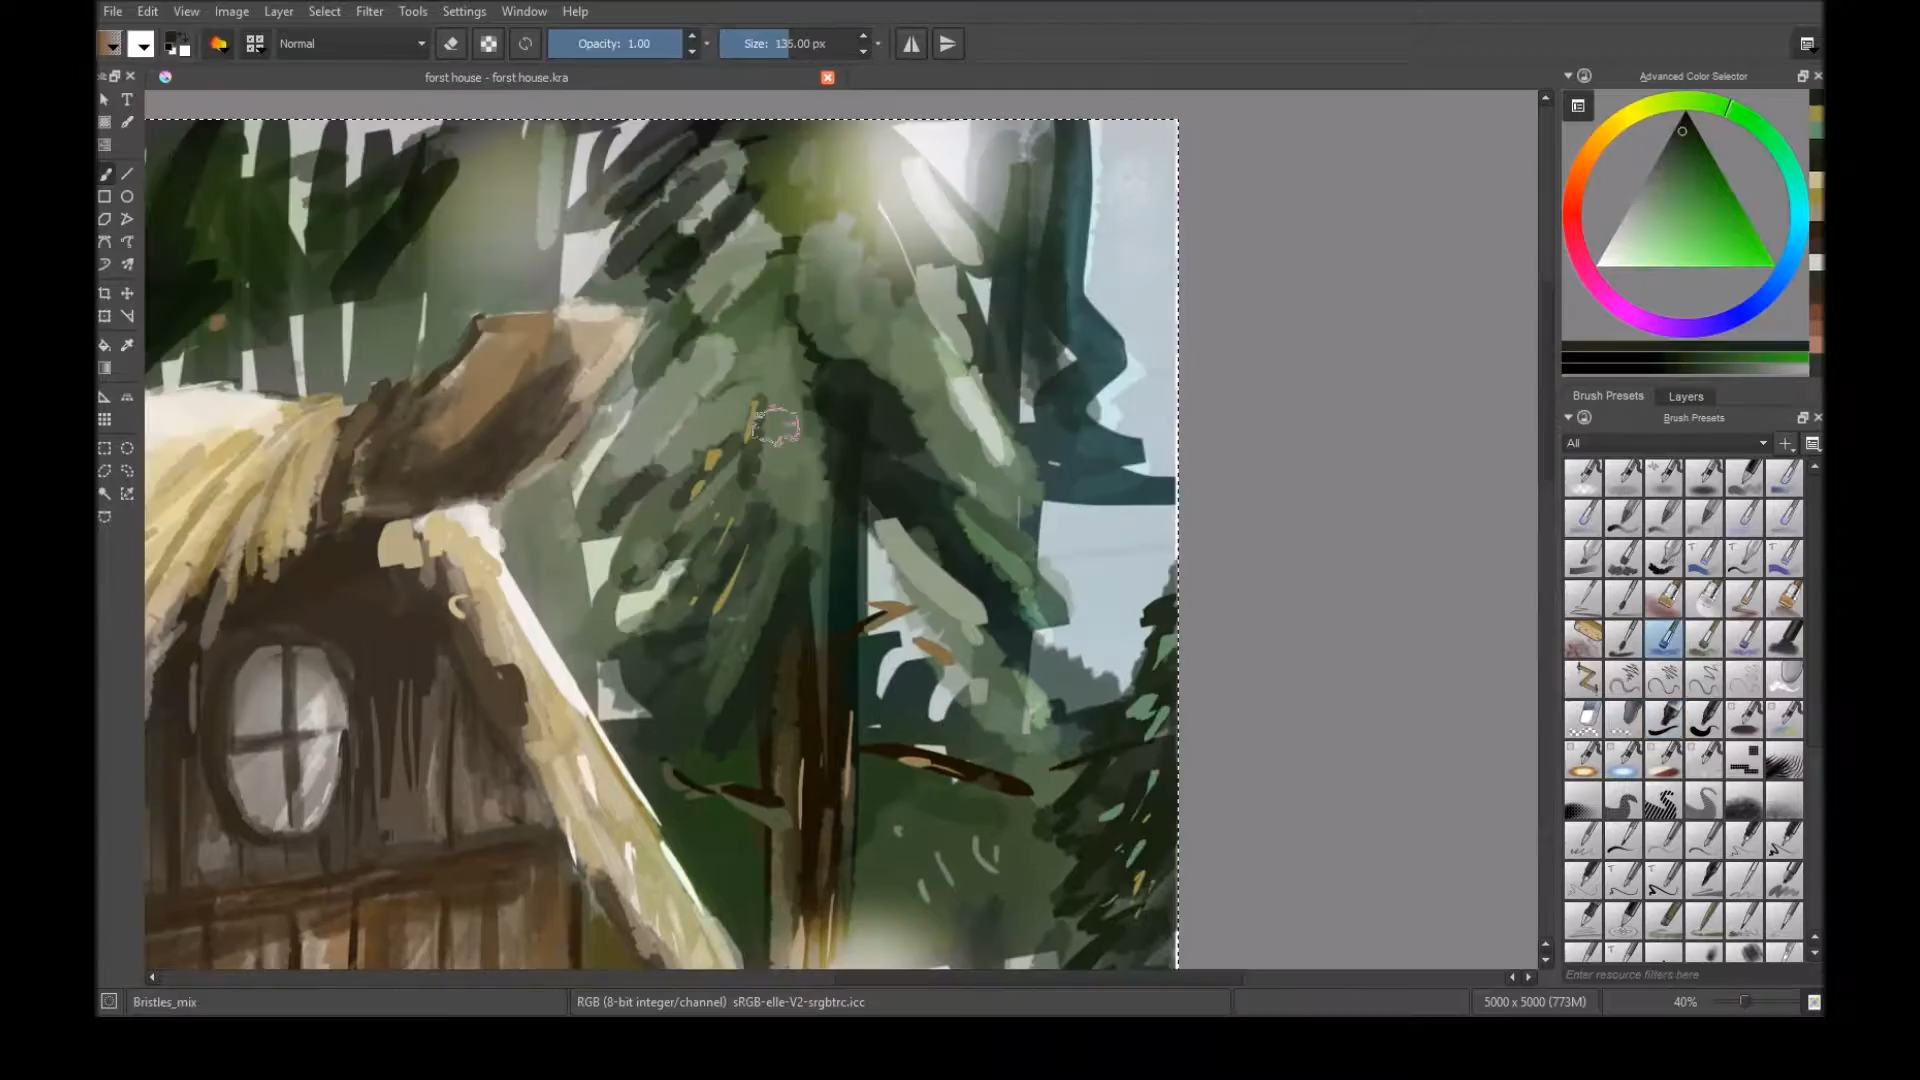 File Edit View Image Layer Select Filter Tools Settings Window Help
Normal Opacity: 1.00 Size: 135.00 px
forst house - forst house.kra
Advanced Color Selector
Brush Presets Layers
Brush Presets
All
Enter resource filters here
Bristles_mix RGB (8-bit integer/channel) sRGB-elle-V2-srgbtrc.icc 5000 x 5000 (773M) 40%